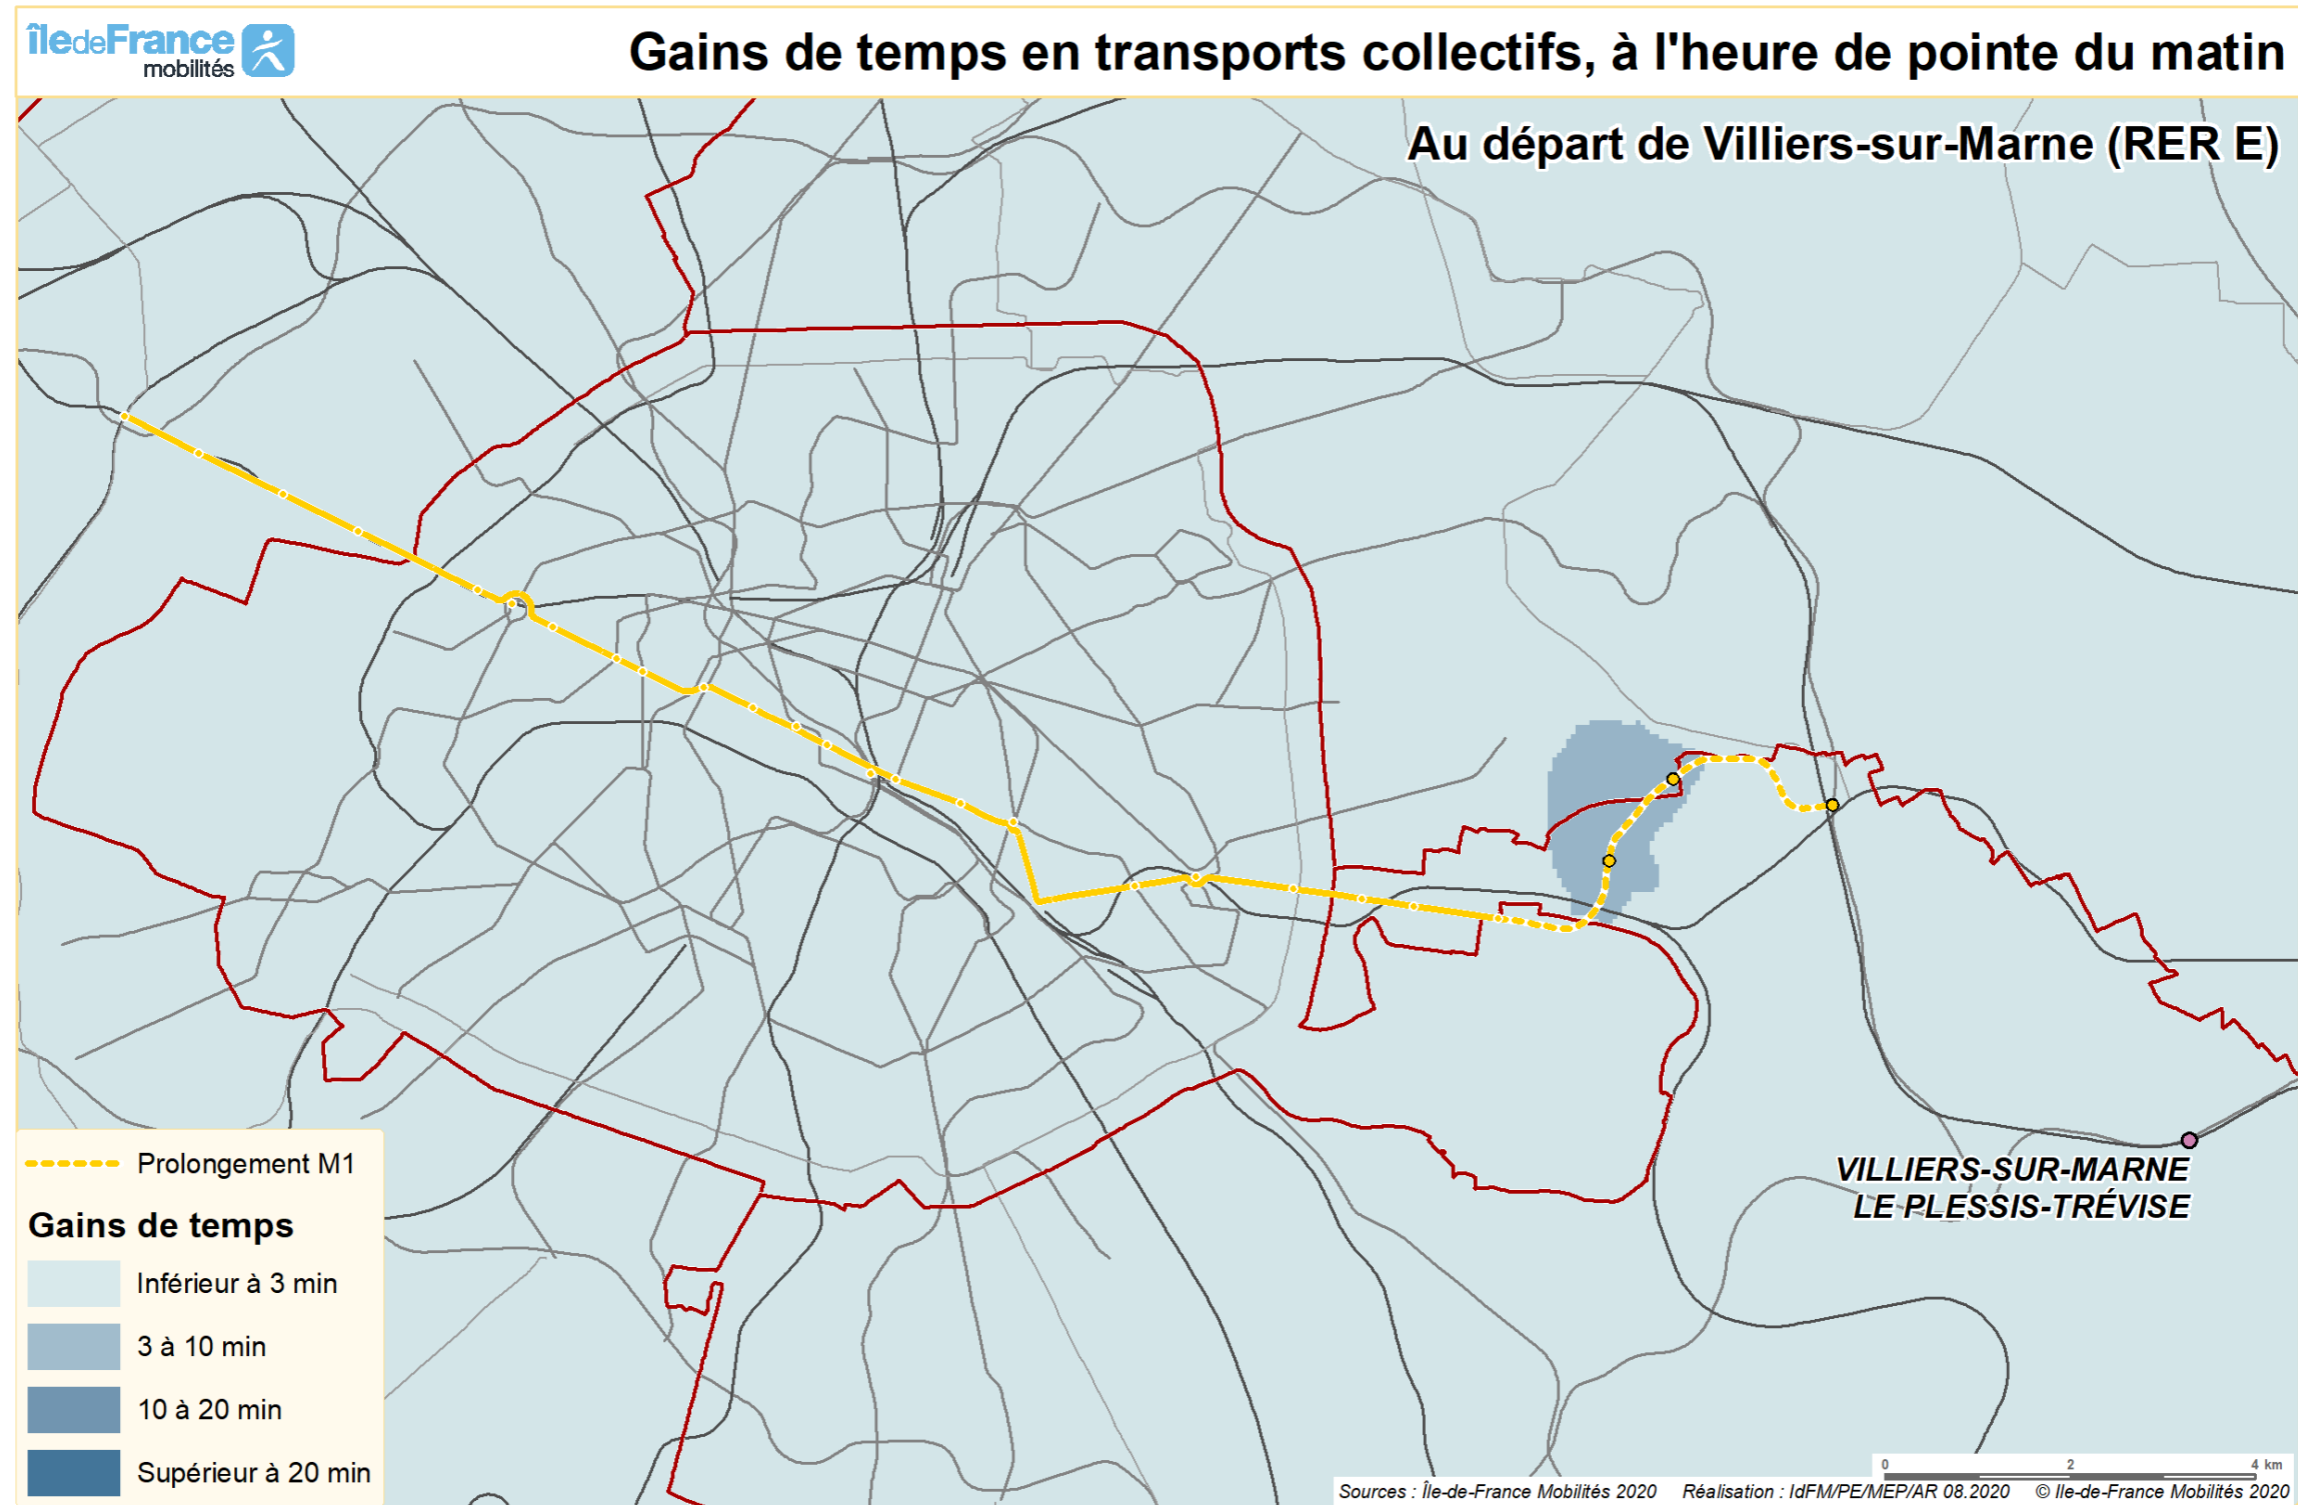 îledeFrance
mobilités
Gains de temps en transports collectifs, à l'heure de pointe du matin
Au départ de Villiers-sur-Marne (RER E)
VILLIERS-SUR-MARNE
LE PLESSIS-TRÉVISE
Prolongement M1
Gains de temps
Inférieur à 3 min
3 à 10 min
10 à 20 min
Supérieur à 20 min
0 2 4 km
Sources : Île-de-France Mobilités 2020 Réalisation : IdFM/PE/MEP/AR 08.2020 © Ile-de-France Mobilités 2020